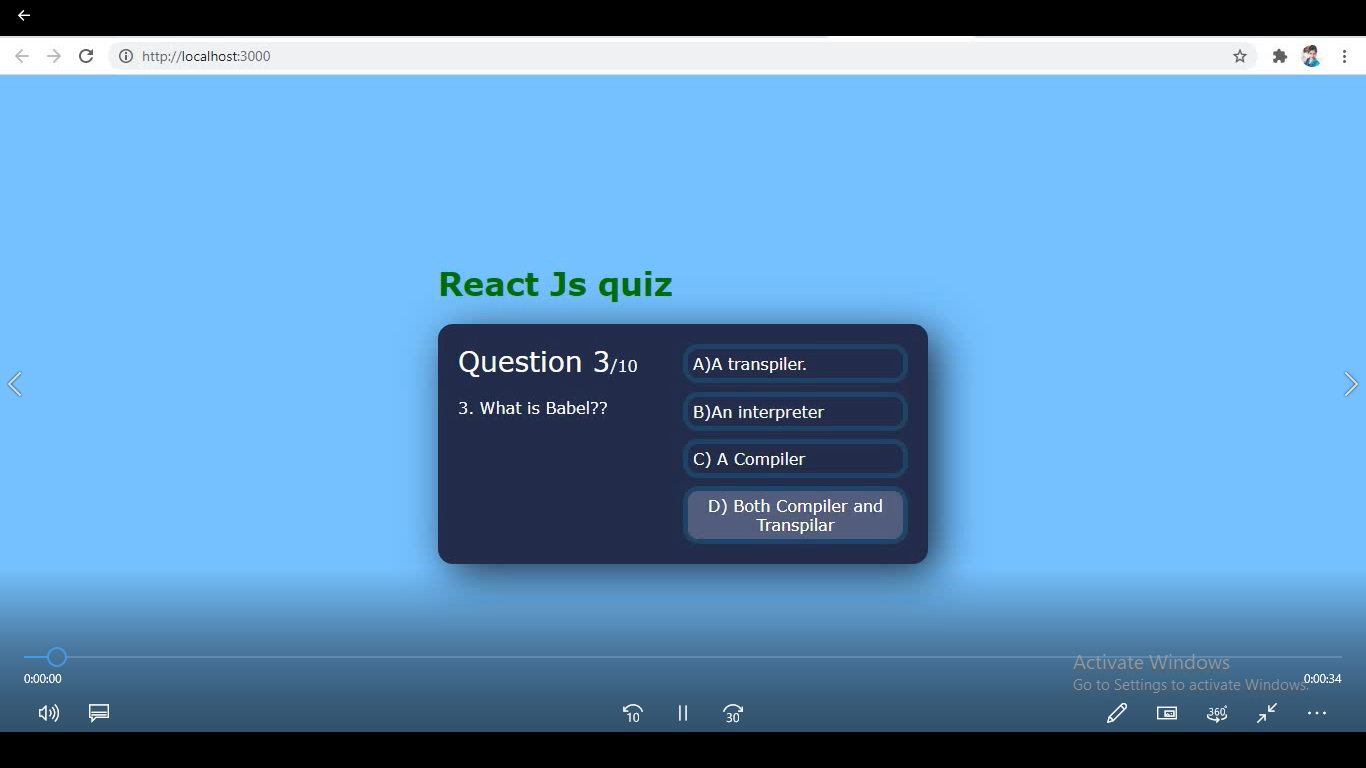 http://localhost:3000
React Js quiz
Question 3/10
3. What is Babel??
A)A transpiler.
B)An interpreter
C) A Compiler
D) Both Compiler and
Transpilar
Activate Windows
Go to Settings to activate Windows.
0:00:00
0:00:34
10
30
360°